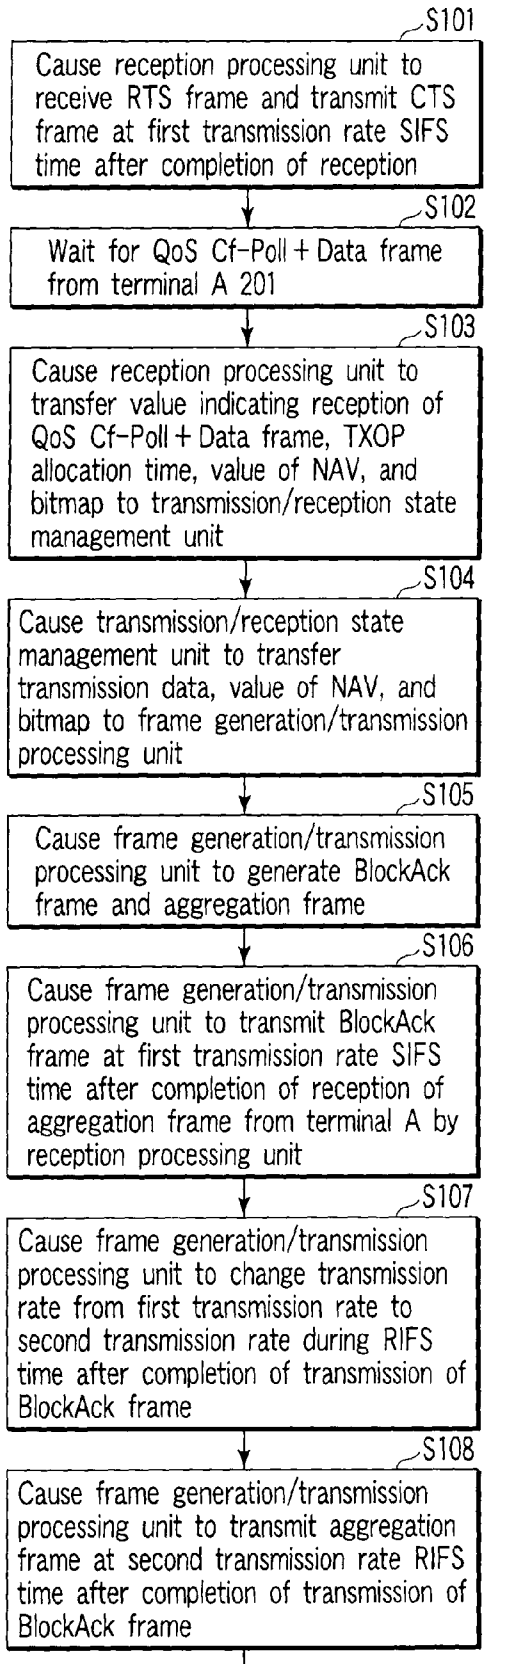 S101
Cause reception processing unit to
receive RTS frame and transmit CTS
frame at first transmission rate SIFS
time after completion of reception
S102
Wait for QoS Cf-Poll + Data frame
from terminal A 201
S103
Cause reception processing unit to
transfer value indicating reception of
QoS Cf-Poll + Data frame, TXOP
allocation time, value of NAV, and
bitmap to transmission/reception state
management unit
S104
Cause transmission/reception state
management unit to transfer
transmission data, value of NAV, and
bitmap to frame generation/transmission
processing unit
S105
Cause frame generation/transmission
processing unit to generate BlockAck
frame and aggregation frame
S106
Cause frame generation/transmission
processing unit to transmit BlockAck
frame at first transmission rate SIFS
time after completion of reception of
aggregation frame from terminal A by
reception processing unit
S107
Cause frame generation/transmission
processing unit to change transmission
rate from first transmission rate to
second transmission rate during RIFS
time after completion of transmission of
BlockAck frame
S108
Cause frame generation/transmission
processing unit to transmit aggregation
frame at second transmission rate RIFS
time after completion of transmission of
BlockAck frame